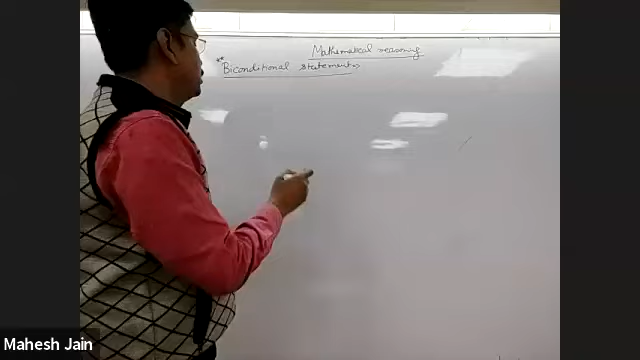 Mathematical reasoning
** Biconditional statements
Mahesh Jain